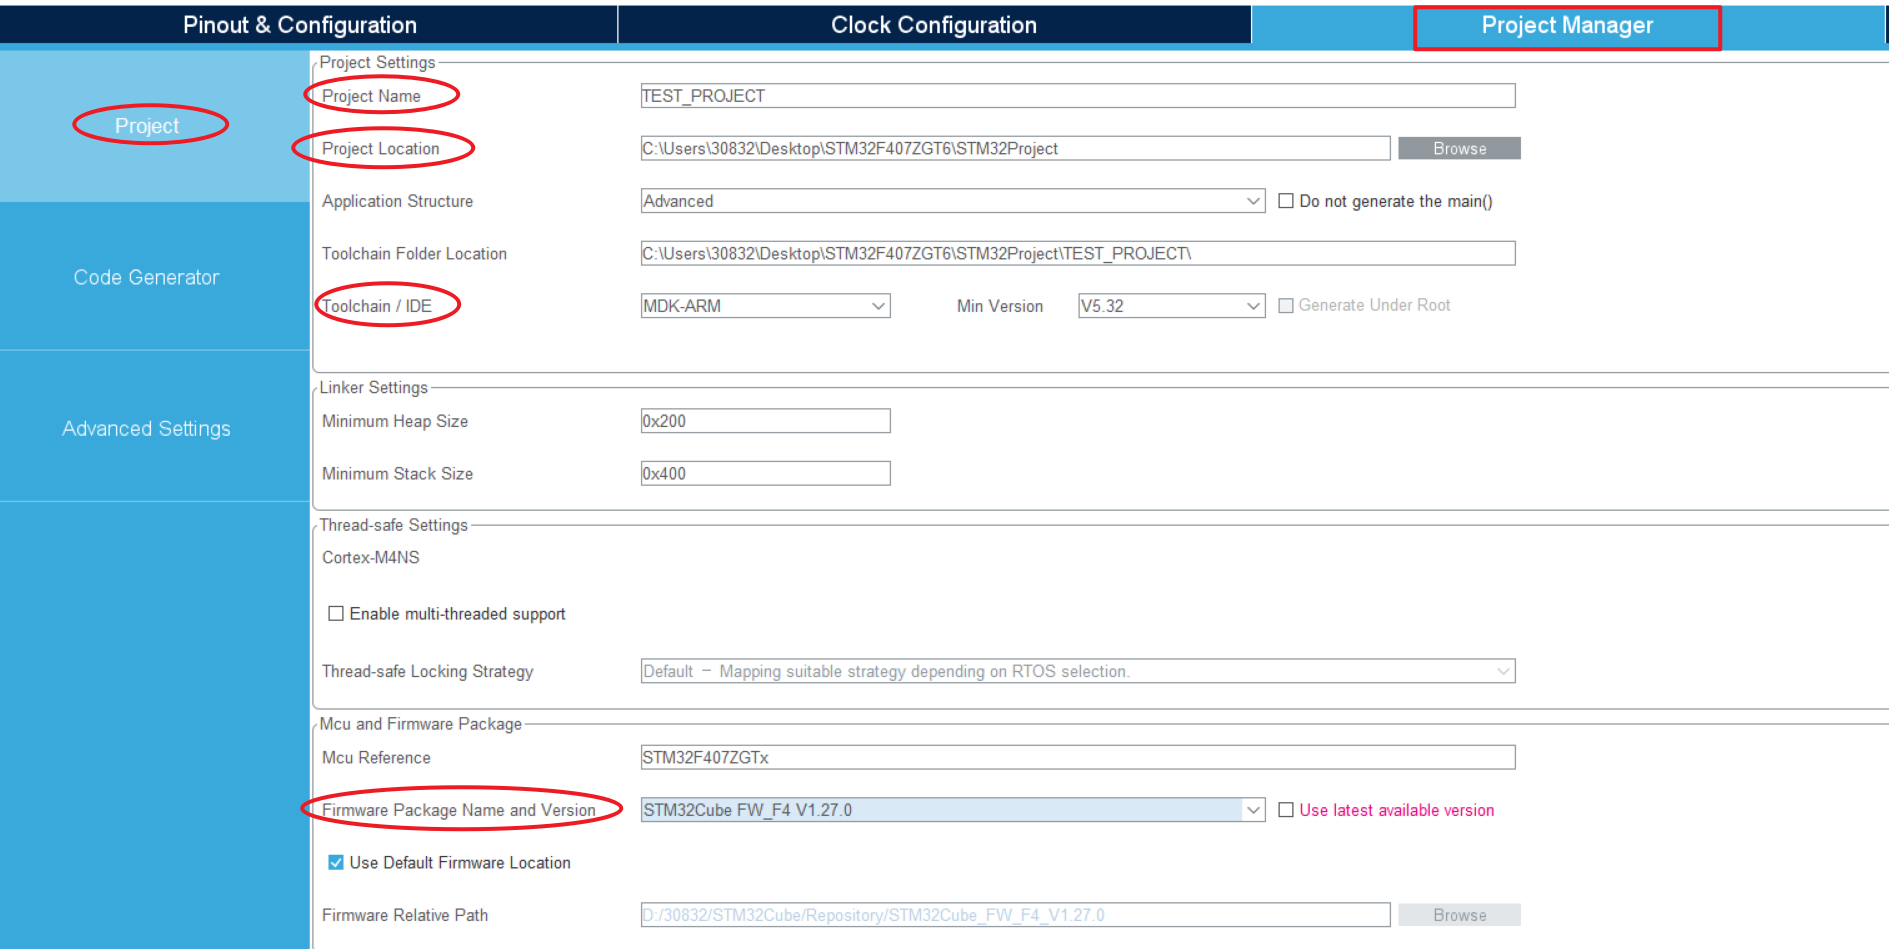 Pinout & Configuration
Clock Configuration
Project Manager
Project
Code Generator
Advanced Settings
Project Settings
Project Name
TEST_PROJECT
Project Location
C:\Users\30832\Desktop\STM32F407ZGT6\STM32Project
Browse
Application Structure
Advanced
Do not generate the main()
Toolchain Folder Location
C:\Users\30832\Desktop\STM32F407ZGT6\STM32Project\TEST_PROJECT\
Toolchain / IDE
MDK-ARM
Min Version
V5.32
Generate Under Root
Linker Settings
Minimum Heap Size
0x200
Minimum Stack Size
0x400
Thread-safe Settings
Cortex-M4NS
Enable multi-threaded support
Thread-safe Locking Strategy
Default – Mapping suitable strategy depending on RTOS selection.
Mcu and Firmware Package
Mcu Reference
STM32F407ZGTx
Firmware Package Name and Version
STM32Cube FW_F4 V1.27.0
Use latest available version
Use Default Firmware Location
Firmware Relative Path
D:/30832/STM32Cube/Repository/STM32Cube_FW_F4_V1.27.0
Browse